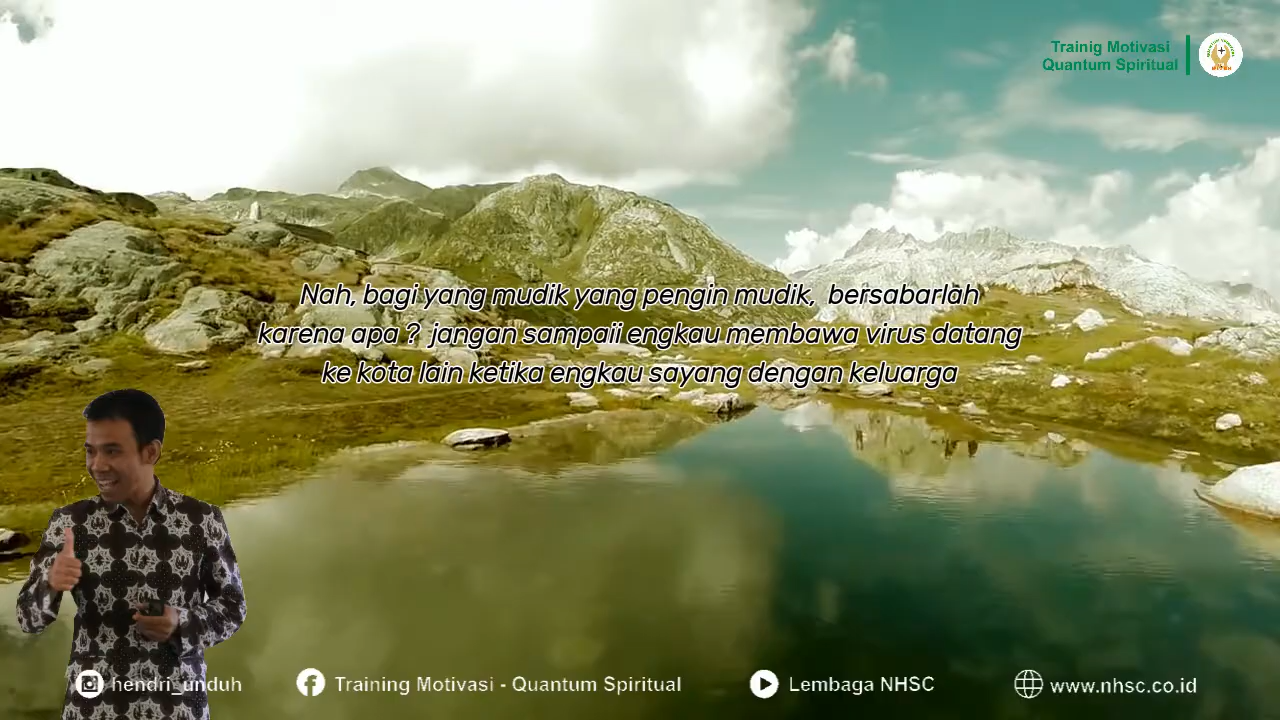 Trainig Motivasi
Quantum Spiritual
Nah, bagi yang mudik yang pengin mudik, bersabarlah
karena apa ? jangan sampaii engkau membawa virus datang
ke kota lain ketika engkau sayang dengan keluarga
hendri_unduh
Training Motivasi - Quantum Spiritual
Lembaga NHSC
www.nhsc.co.id